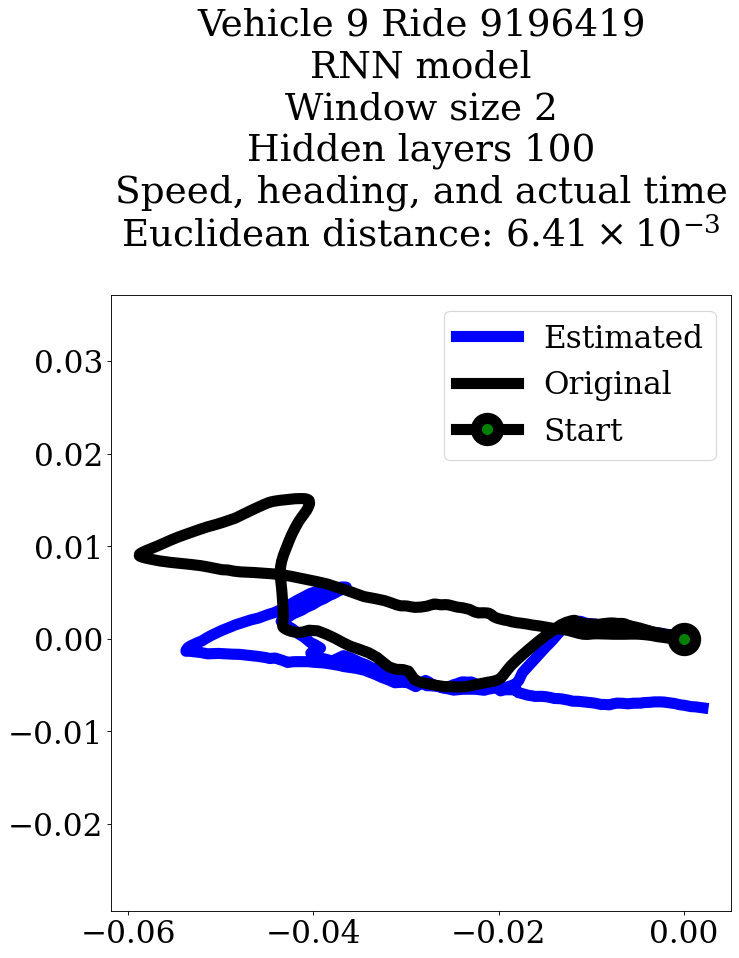 Vehicle 9 Ride 9196419
RNN model
Window size 2
Hidden layers 100
Speed, heading, and actual time
Euclidean distance: 6.41 × 10⁻³
Estimated
Original
Start
0.03
0.02
0.01
0.00
−0.01
−0.02
−0.06
−0.04
−0.02
0.00